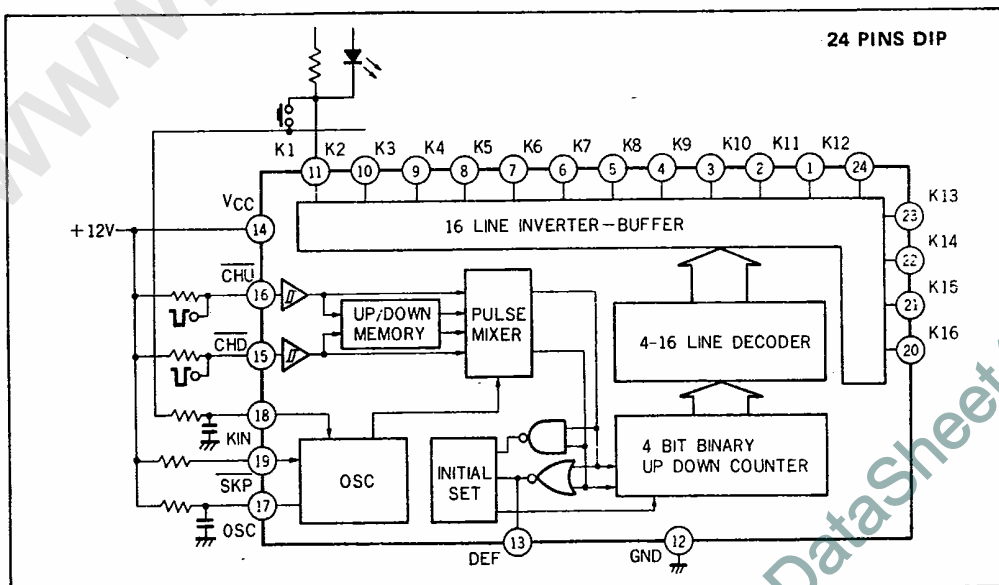 www.
24 PINS DIP
K1 K2 K3 K4 K5 K6 K7 K8 K9 K10 K11 K12
11 10 9 8 7 6 5 4 3 2 1 24
K13
23
K14
22
K15
21
K16
20
16 LINE INVERTER-BUFFER
VCC
+12V
14
CHU
16
CHD
15
UP/DOWN
MEMORY
PULSE
MIXER
4-16 LINE DECODER
18
KIN
19
SKP
17
OSC
OSC
INITIAL
SET
4 BIT BINARY
UP DOWN COUNTER
DEF
13
GND
12
DataSheet